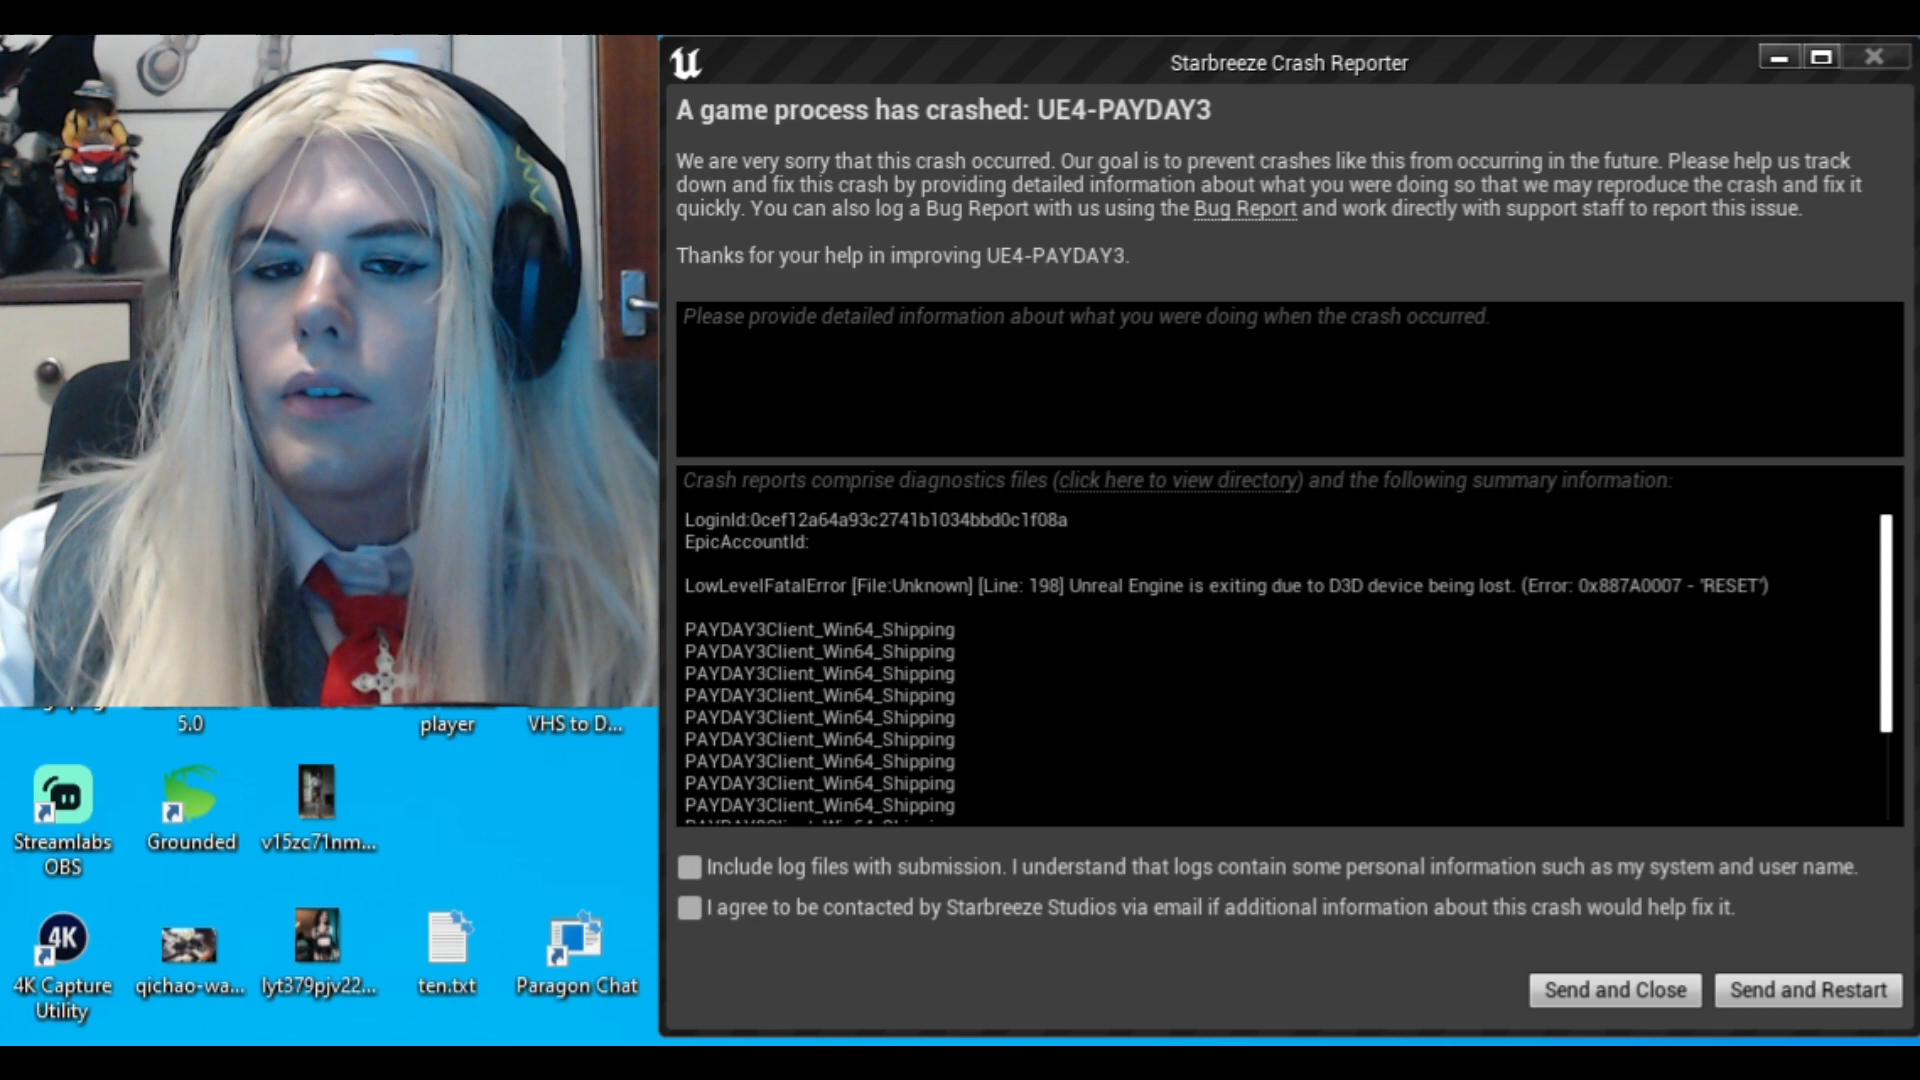 Starbreeze Crash Reporter
A game process has crashed: UE4-PAYDAY3
We are very sorry that this crash occurred. Our goal is to prevent crashes like this from occurring in the future. Please help us track
down and fix this crash by providing detailed information about what you were doing so that we may reproduce the crash and fix it
quickly. You can also log a Bug Report with us using the Bug Report and work directly with support staff to report this issue.
Thanks for your help in improving UE4-PAYDAY3.
Please provide detailed information about what you were doing when the crash occurred.
Crash reports comprise diagnostics files (click here to view directory) and the following summary information:
LoginId:0cef12a64a93c2741b1034bbd0c1f08a
EpicAccountId:
LowLevelFatalError [File:Unknown] [Line: 198] Unreal Engine is exiting due to D3D device being lost. (Error: 0x887A0007 - 'RESET')
PAYDAY3Client_Win64_Shipping
PAYDAY3Client_Win64_Shipping
PAYDAY3Client_Win64_Shipping
PAYDAY3Client_Win64_Shipping
PAYDAY3Client_Win64_Shipping
PAYDAY3Client_Win64_Shipping
PAYDAY3Client_Win64_Shipping
PAYDAY3Client_Win64_Shipping
PAYDAY3Client_Win64_Shipping
Include log files with submission. I understand that logs contain some personal information such as my system and user name.
I agree to be contacted by Starbreeze Studios via email if additional information about this crash would help fix it.
Send and Close
Send and Restart
5.0
player
VHS to D...
Streamlabs
OBS
Grounded
v15zc71nm...
4K
4K Capture
Utility
qichao-wa...
lyt379pjv22...
ten.txt
Paragon Chat